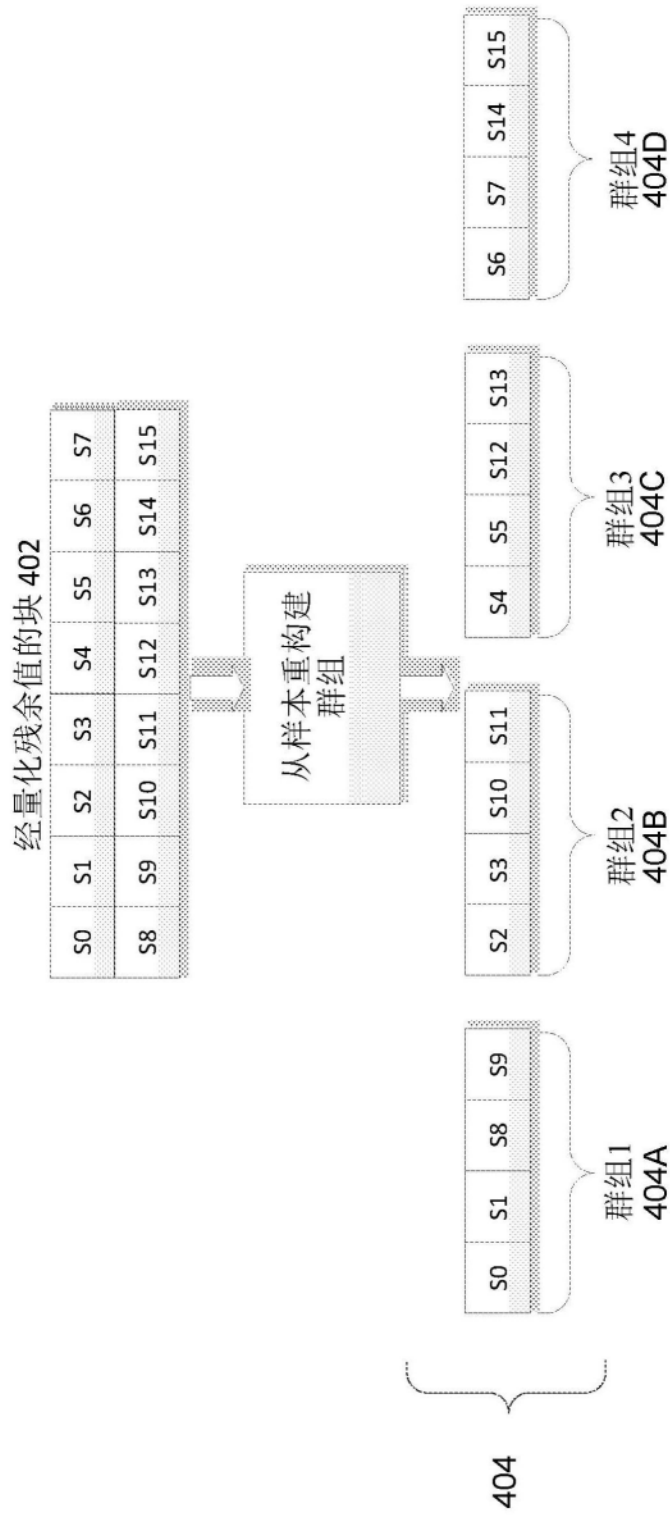 经量化残余值的块 402
S0 S1 S2 S3 S4 S5 S6 S7
S8 S9 S10 S11 S12 S13 S14 S15
从样本重构建
群组
404
S0 S1 S8 S9
群组1
404A
S2 S3 S10 S11
群组2
404B
S4 S5 S12 S13
群组3
404C
S6 S7 S14 S15
群组4
404D